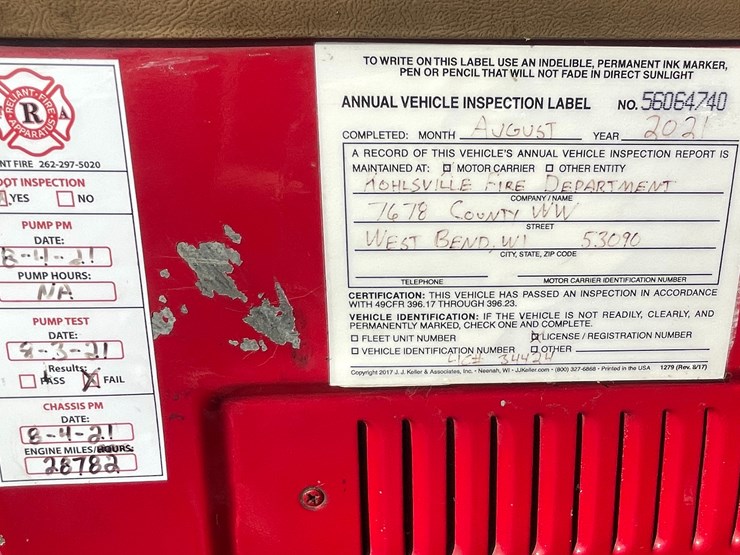 RELIANT FIRE
R A
APPARATUS
NT FIRE 262-297-5020
DOT INSPECTION
YES NO
PUMP PM
DATE:
8-4-21
PUMP HOURS:
NA
PUMP TEST
DATE:
8-3-21
Results:
PASS FAIL
CHASSIS PM
DATE:
8-4-21
ENGINE MILES/HOURS:
28782
TO WRITE ON THIS LABEL USE AN INDELIBLE, PERMANENT INK MARKER,
PEN OR PENCIL THAT WILL NOT FADE IN DIRECT SUNLIGHT
ANNUAL VEHICLE INSPECTION LABEL NO. 56064740
COMPLETED: MONTH AUGUST YEAR 2021
A RECORD OF THIS VEHICLE'S ANNUAL VEHICLE INSPECTION REPORT IS
MAINTAINED AT: MOTOR CARRIER OTHER ENTITY
KOHLSVILLE FIRE DEPARTMENT
COMPANY / NAME
7678 COUNTY WW
STREET
WEST BEND, WI 53090
CITY, STATE, ZIP CODE
TELEPHONE MOTOR CARRIER IDENTIFICATION NUMBER
CERTIFICATION: THIS VEHICLE HAS PASSED AN INSPECTION IN ACCORDANCE
WITH 49CFR 396.17 THROUGH 396.23.
VEHICLE IDENTIFICATION: IF THE VEHICLE IS NOT READILY, CLEARLY, AND
PERMANENTLY MARKED, CHECK ONE AND COMPLETE.
FLEET UNIT NUMBER LICENSE / REGISTRATION NUMBER
VEHICLE IDENTIFICATION NUMBER OTHER
LIC# 34424
Copyright 2017 J. J. Keller & Associates, Inc. • Neenah, WI • JJKeller.com • (800) 327-6868 • Printed in the USA 1279 (Rev. 8/17)